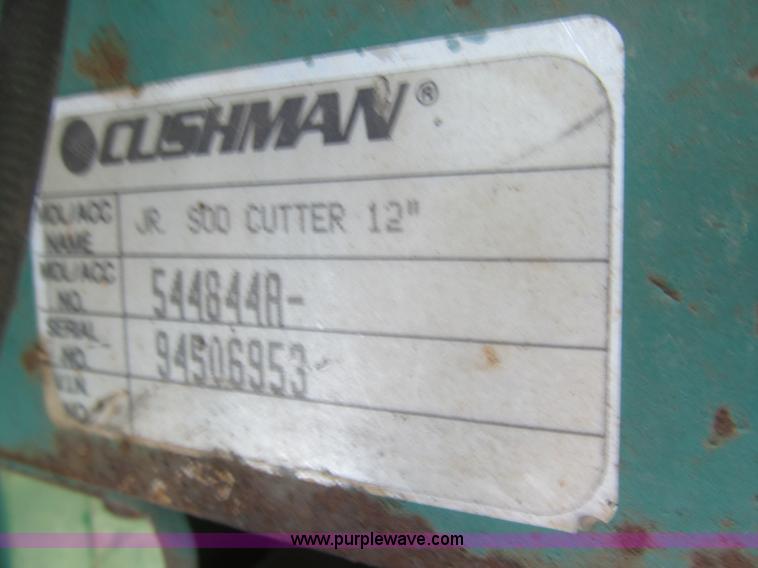 CUSHMAN®
MDL/ACC NAME JR. SOD CUTTER 12"
MDL/ACC NO. 544844A-
SERIAL NO. 94506953
V.I.N. NO.
www.purplewave.com